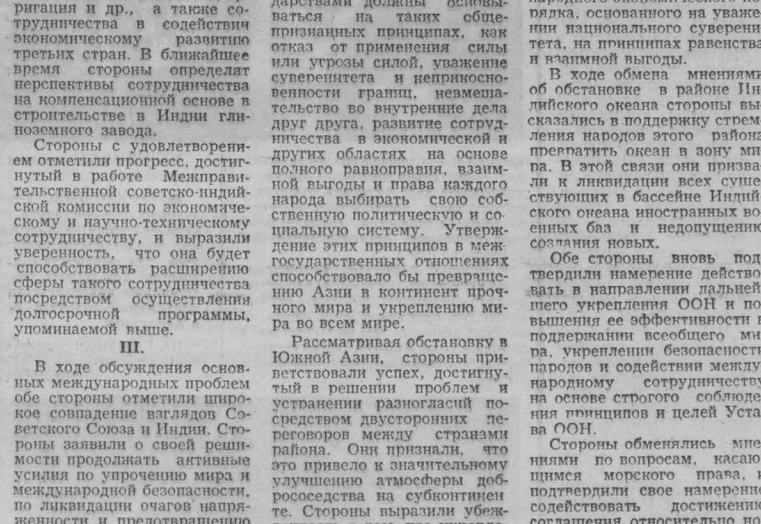 ригация и др., а также со-
трудничества в содействии
экономическому развитию
третьих стран. В ближайшее
время стороны определят
перспективы сотрудничества
на компенсационной основе в
строительстве в Индии гли-
ноземного завода.
Стороны с удовлетворени-
ем отметили прогресс, достиг-
нутый в работе Межправи-
тельственной советско-индий-
ской комиссии по экономиче-
скому и научно-техническому
сотрудничеству, и выразили
уверенность, что она будет
способствовать расширению
сферы такого сотрудничества
посредством осуществления
долгосрочной программы,
упоминаемой выше.
III.
В ходе обсуждения основ-
ных международных проблем
обе стороны отметили широ-
кое совпадение взглядов Со-
ветского Союза и Индии. Сто-
роны заявили о своей реши-
мости продолжать активные
усилия по упрочению мира и
международной безопасности,
по ликвидации очагов напря-
женности и предотвращению
дарствами должны основы-
ваться на таких обще-
признанных принципах, как
отказ от применения силы
или угрозы силой, уважение
суверенитета и неприкосно-
венности границ, невмеша-
тельство во внутренние дела
друг друга, развитие сотруд-
ничества в экономической и
других областях на основе
полного равноправия, взаим-
ной выгоды и права каждого
народа выбирать свою соб-
ственную политическую и со-
циальную систему. Утверж-
дение этих принципов в меж-
государственных отношениях
способствовало бы превраще-
нию Азии в континент проч-
ного мира и укреплению ми-
ра во всем мире.
Рассматривая обстановку в
Южной Азии, стороны при-
ветствовали успех, достигну-
тый в решении проблем и
устранении разногласий по-
средством двусторонних пе-
реговоров между странами
района. Они признали, что
это привело к значительному
улучшению атмосферы доб-
рососедства на субконтинен
те. Стороны выразили убеж-
рядка, основанного на уваже-
нии национального суверени
тета, на принципах равенства
и взаимной выгоды.
В ходе обмена мнениями
об обстановке в районе Ин
дийского океана стороны вы-
сказались в поддержку стрем-
ления народов этого района
превратить океан в зону ми-
ра. В этой связи они призва-
ли к ликвидации всех суще-
ствующих в бассейне Индий-
ского океана иностранных во-
енных баз и недопущению
создания новых.
Обе стороны вновь под
твердили намерение действо
вать в направлении дальней
шего укрепления ООН и по
вышения ее эффективности в
поддержании всеобщего ми-
ра, укреплении безопасности
народов и содействии между
народному сотрудничеству
на основе строгого соблюде-
ния принципов и целей Уста
ва ООН.
Стороны обменялись мне
ниями по вопросам, касаю
щимся морского права, и
подтвердили свое намерение
содействовать достижению
соглашения относительно но-